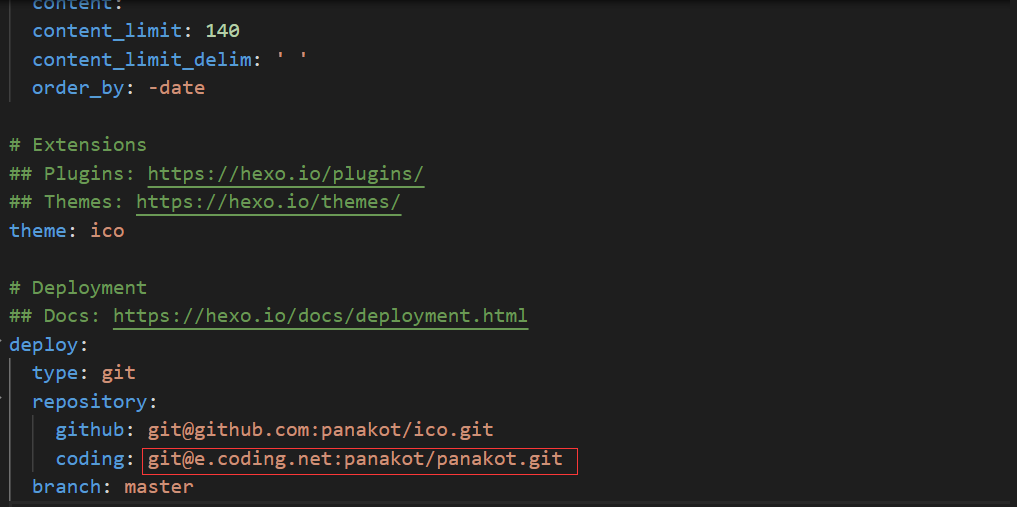 content:
content_limit: 140
content_limit_delim: ' '
order_by: -date
# Extensions
## Plugins: https://hexo.io/plugins/
## Themes: https://hexo.io/themes/
theme: ico
# Deployment
## Docs: https://hexo.io/docs/deployment.html
deploy:
type: git
repository:
github: git@github.com:panakot/ico.git
coding: git@e.coding.net:panakot/panakot.git
branch: master